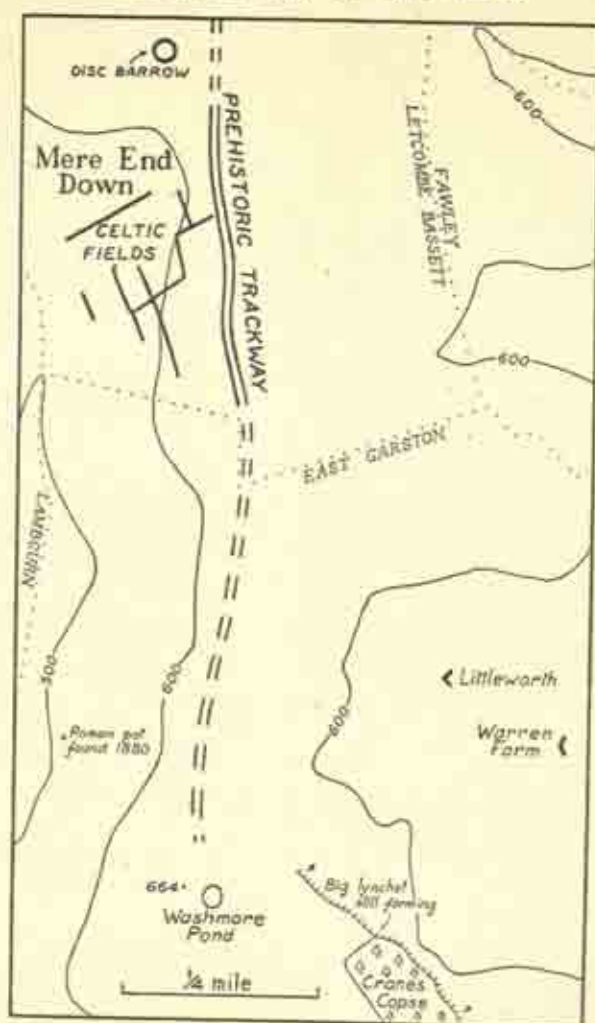 DISC BARROW
PREHISTORIC TRACKWAY
Mere End
Down
CELTIC
FIELDS
600
FAWLEY
LETCOMBE BASSETT
600
EAST GARSTON
LAMBOURN
500
600
600
Littleworth
Warren
Farm
Roman pot
found 1880
664
Washmore
Pond
Big lynchet
still forming
Cranes
Copse
¼ mile